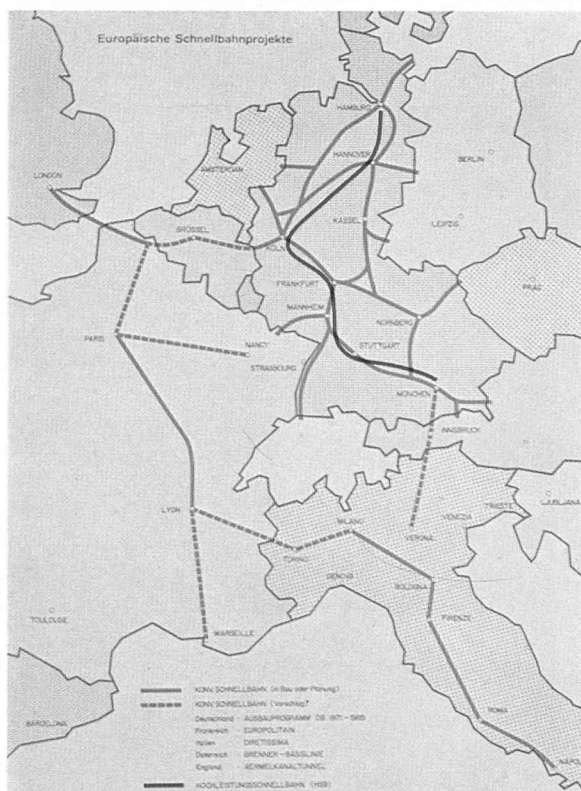 Europäische Schnellbahnprojekte
HAMBURG
HANNOVER
BERLIN
AMSTERDAM
LONDON
KASSEL
LEIPZIG
BRÜSSEL
KÖLN
FRANKFURT
PRAG
MANNHEIM
NÜRNBERG
PARIS
NANCY
STUTTGART
STRASSBOURG
MÜNCHEN
INNSBRUCK
LYON
MILANO
VENEZIA
TRIESTE
LJUBLJANA
VERONA
TORINO
GENOVA
BOLOGNA
TOULOUSE
FIRENZE
MARSEILLE
BARCELONA
ROMA
NAPOLI
KONV. SCHNELLBAHN (in Bau oder Planung)
KONV. SCHNELLBAHN (Vorschlag)
Deutschland - AUSBAUPROGRAMM DB 1971-1985
Frankreich - EUROPOLITAIN
Italien - DIRETISSIMA
Österreich - BRENNER-BASISLINIE
England - ÄRMELKANALTUNNEL
HOCHLEISTUNGSSCHNELLBAHN (HSB)